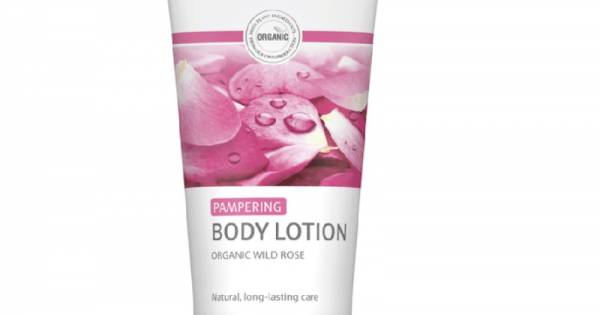 ORGANIC
PAMPERING
BODY LOTION
ORGANIC WILD ROSE
Natural, long-lasting care